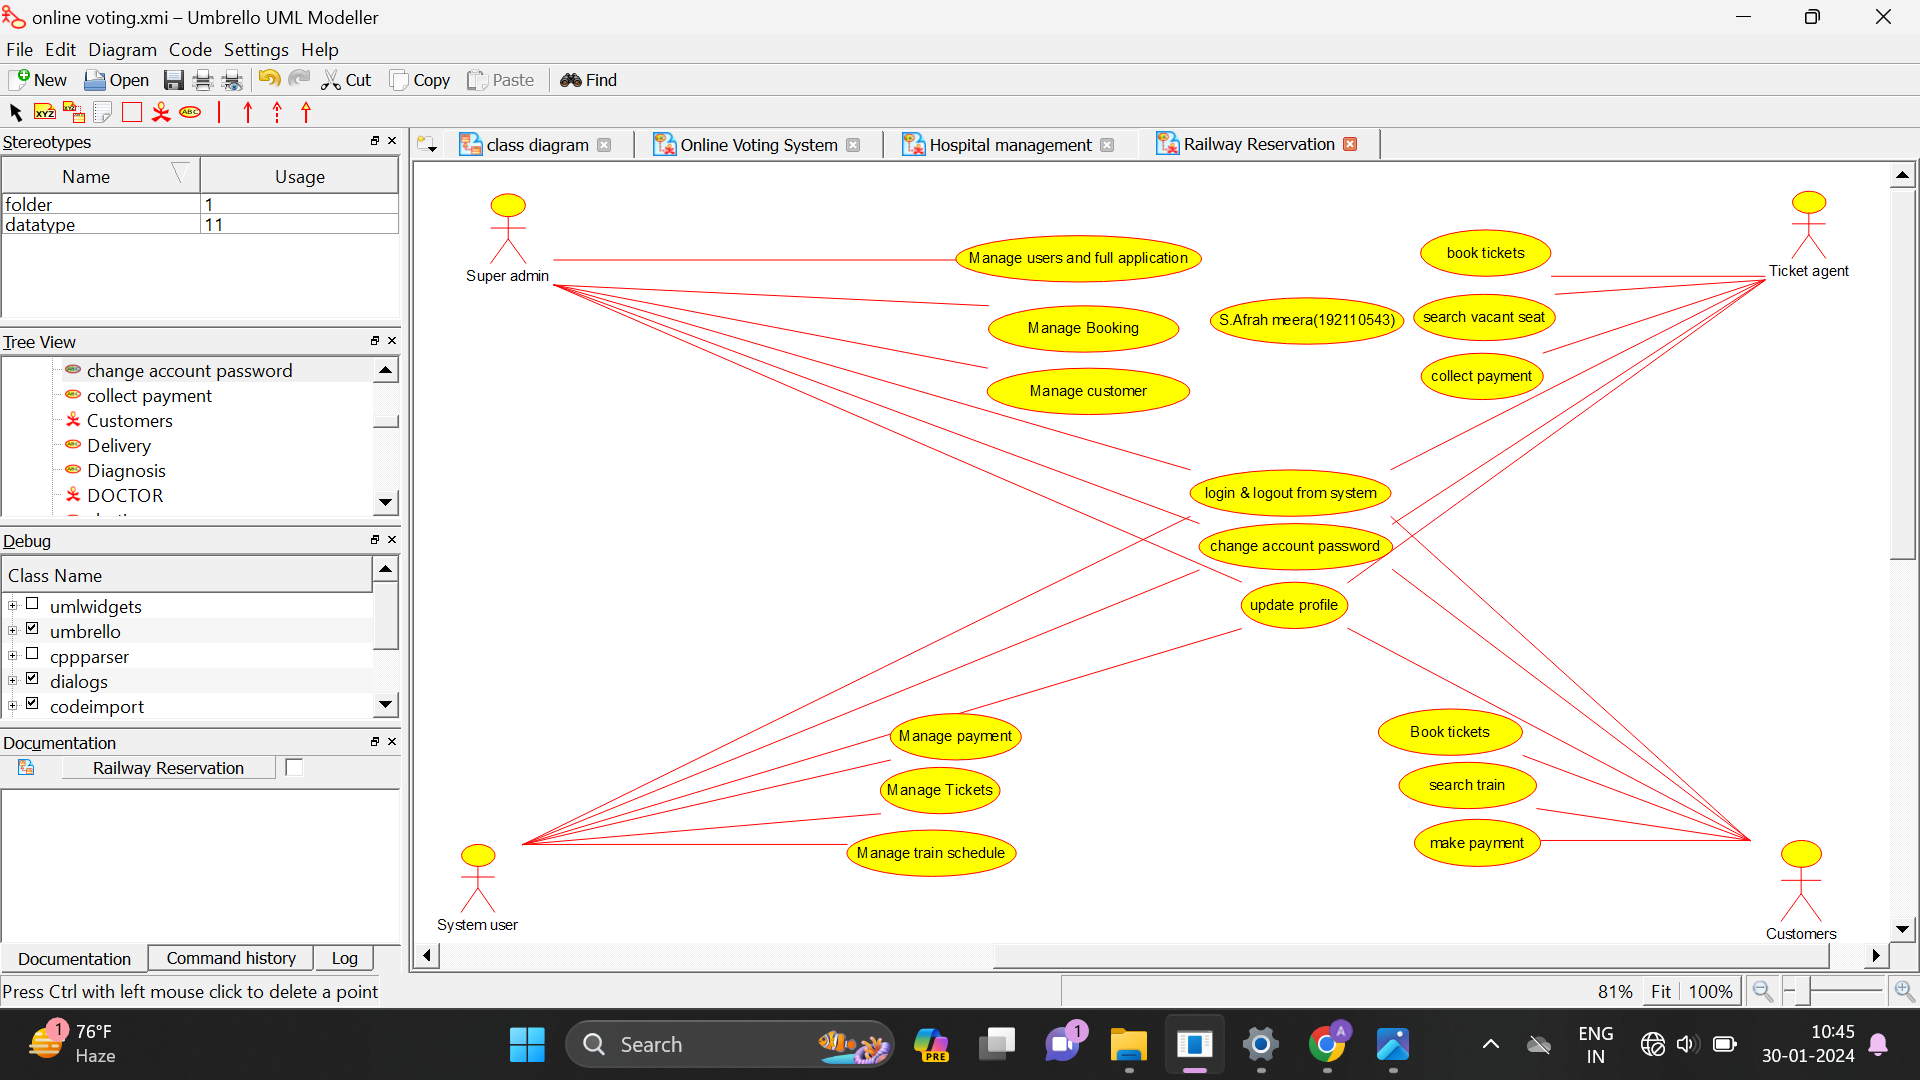 online voting.xmi – Umbrello UML Modeller
File Edit Diagram Code Settings Help
New Open Cut Copy Paste Find
XYZ XYZ ABC
Stereotypes
Name Usage
folder 1
datatype 11
Tree View
change account password
collect payment
Customers
Delivery
Diagnosis
DOCTOR
Debug
Class Name
umlwidgets
umbrello
cppparser
dialogs
codeimport
Documentation
Railway Reservation
Documentation Command history Log
Press Ctrl with left mouse click to delete a point
class diagram Online Voting System Hospital management Railway Reservation
Super admin
Manage users and full application
Manage Booking
Manage customer
S.Afrah meera(192110543)
book tickets
search vacant seat
collect payment
Ticket agent
login & logout from system
change account password
update profile
Manage payment
Manage Tickets
Manage train schedule
System user
Book tickets
search train
make payment
Customers
81% Fit 100%
1
76°F
Haze
Search
PRE
1
A
ENG
IN
10:45
30-01-2024